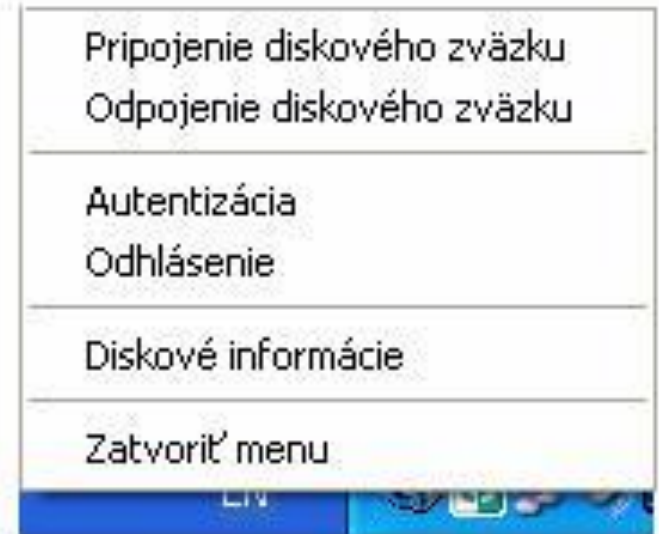 Pripojenie diskového zväzku
Odpojenie diskového zväzku
Autentizácia
Odhlásenie
Diskové informácie
Zatvoriť menu
EN